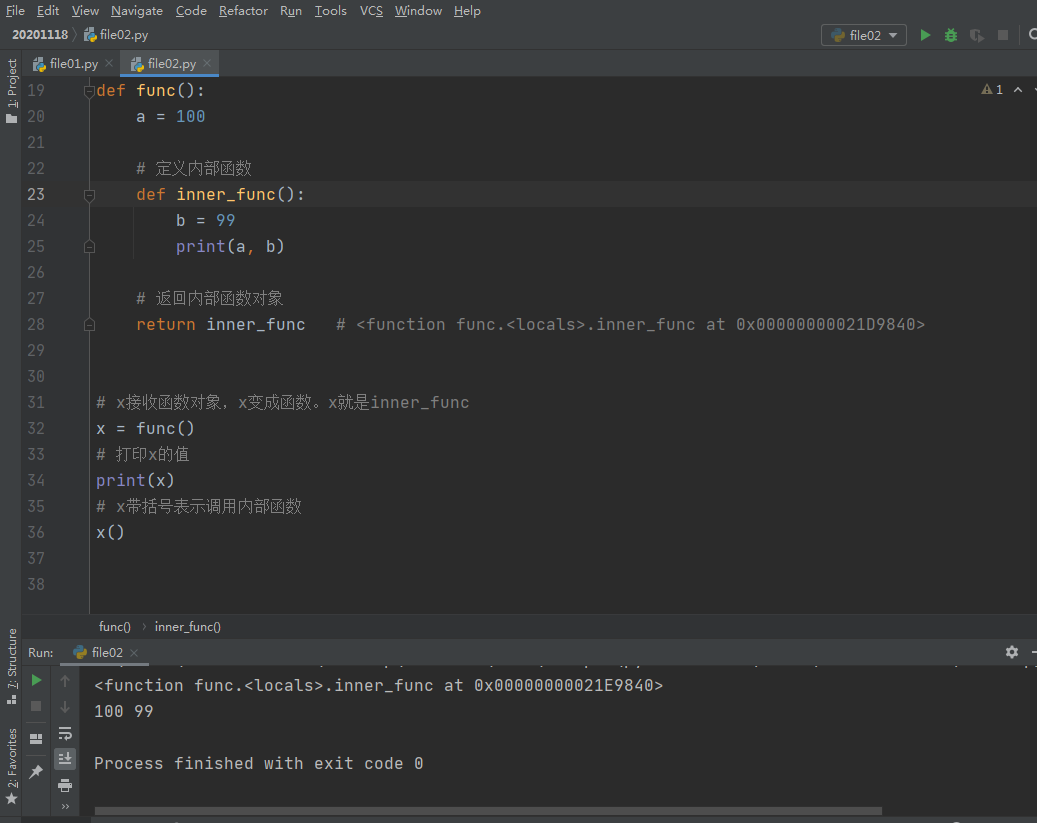 File Edit View Navigate Code Refactor Run Tools VCS Window Help
20201118 file02.py file02
1: Project
file01.py file02.py
19 def func():
1
20 a = 100
21
22 # 定义内部函数
23 def inner_func():
24 b = 99
25 print(a, b)
26
27 # 返回内部函数对象
28 return inner_func # <function func.<locals>.inner_func at 0x00000000021D9840>
29
30
31 # x接收函数对象，x变成函数。x就是inner_func
32 x = func()
33 # 打印x的值
34 print(x)
35 # x带括号表示调用内部函数
36 x()
37
38
func() inner_func()
7: Structure
2: Favorites
Run: file02
<function func.<locals>.inner_func at 0x00000000021E9840>
100 99
Process finished with exit code 0